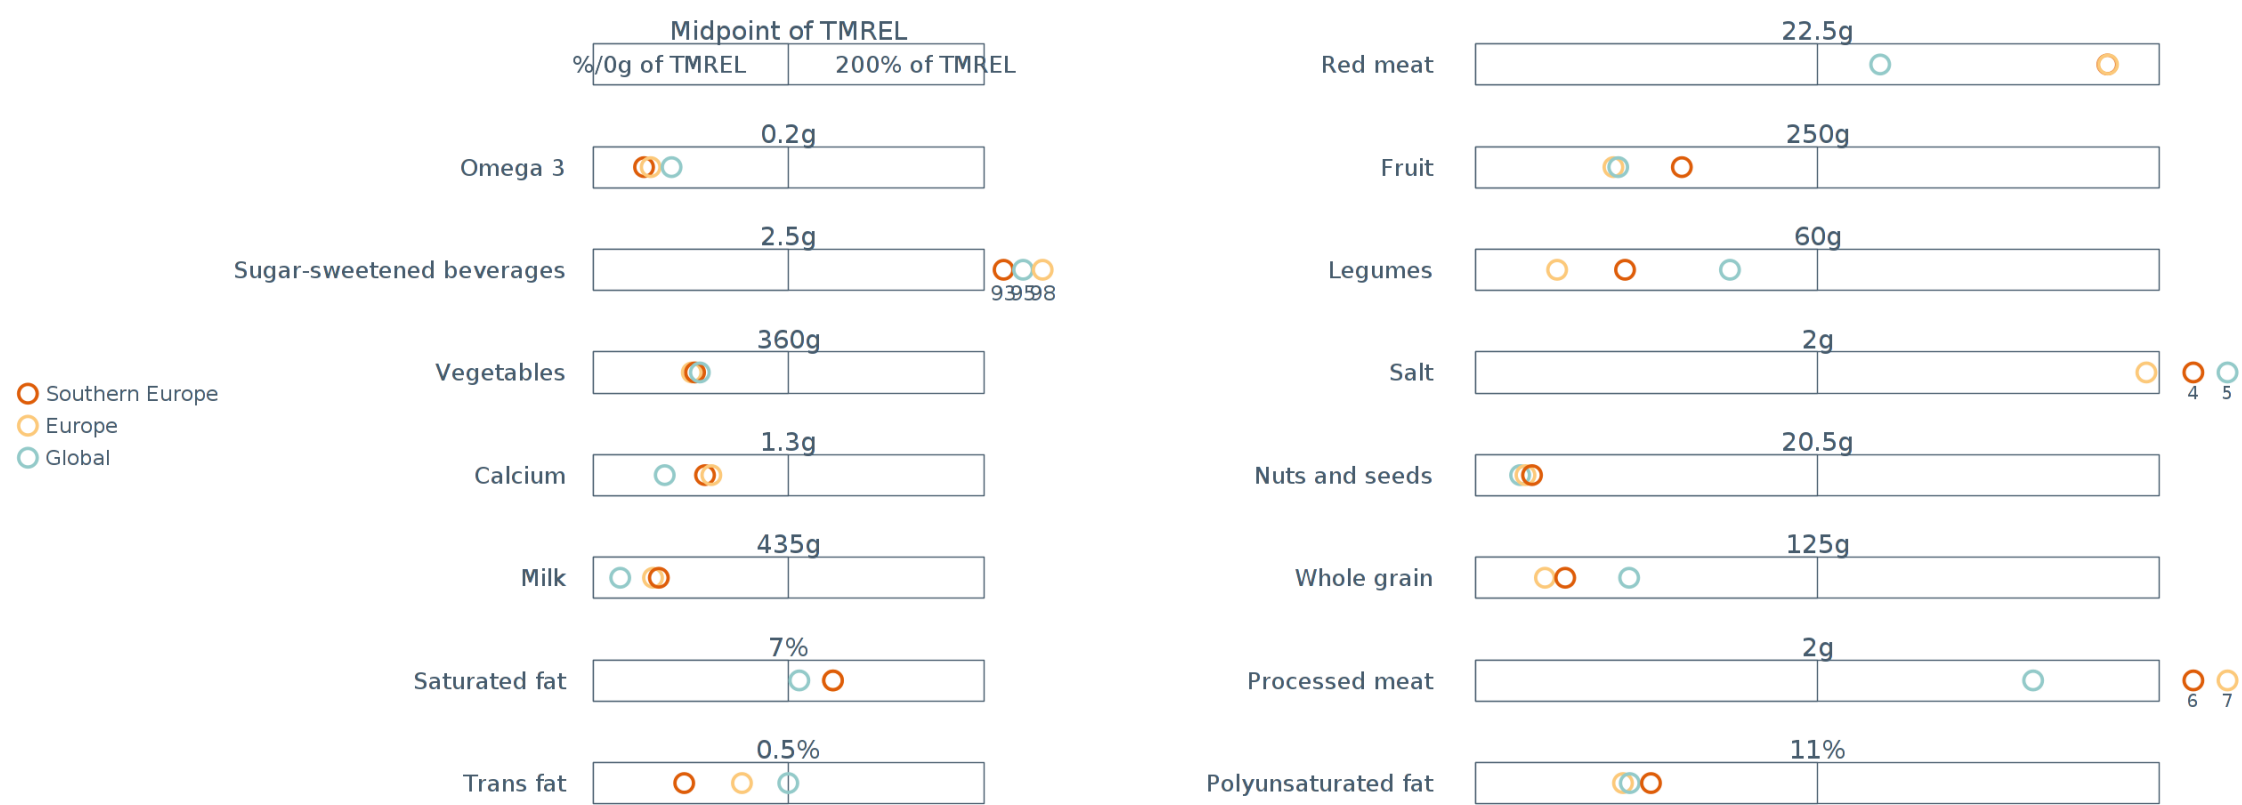 Midpoint of TMREL
%/0g of TMREL 200% of TMREL
0.2g
Omega 3
2.5g
Sugar-sweetened beverages
93 95 98
360g
Vegetables
1.3g
Calcium
435g
Milk
7%
Saturated fat
0.5%
Trans fat
Southern Europe
Europe
Global
22.5g
Red meat
250g
Fruit
60g
Legumes
2g
Salt
4 5
20.5g
Nuts and seeds
125g
Whole grain
2g
Processed meat
6 7
11%
Polyunsaturated fat